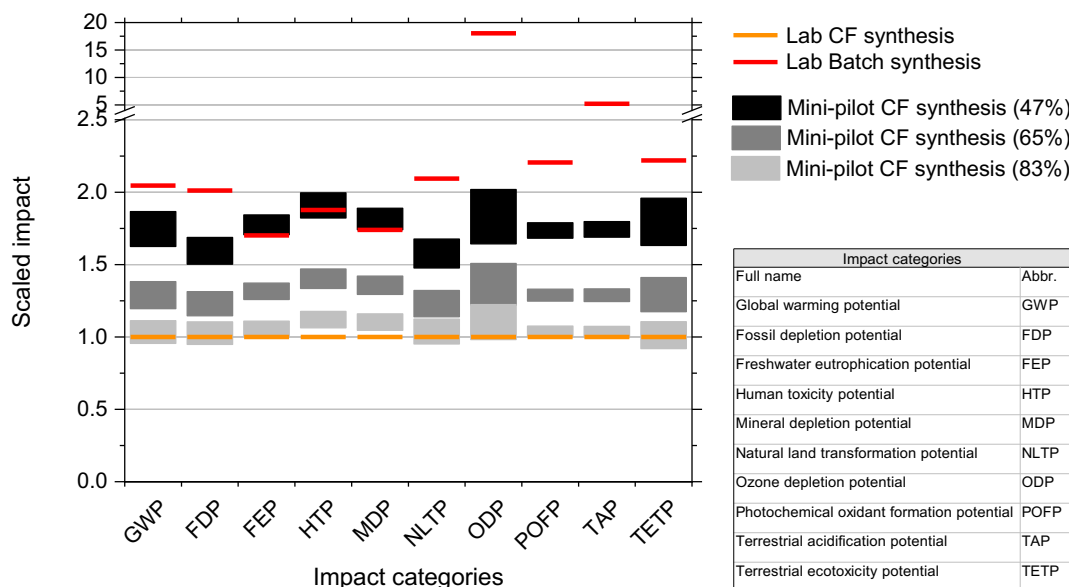 20
15
10
5
2.5
2.0
1.5
1.0
0.5
0.0
Scaled impact
GWP
FDP
FEP
HTP
MDP
NLTP
ODP
POFP
TAP
TETP
Impact categories
Lab CF synthesis
Lab Batch synthesis
Mini-pilot CF synthesis (47%)
Mini-pilot CF synthesis (65%)
Mini-pilot CF synthesis (83%)
Impact categories
Full name Abbr.
Global warming potential GWP
Fossil depletion potential FDP
Freshwater eutrophication potential FEP
Human toxicity potential HTP
Mineral depletion potential MDP
Natural land transformation potential NLTP
Ozone depletion potential ODP
Photochemical oxidant formation potential POFP
Terrestrial acidification potential TAP
Terrestrial ecotoxicity potential TETP